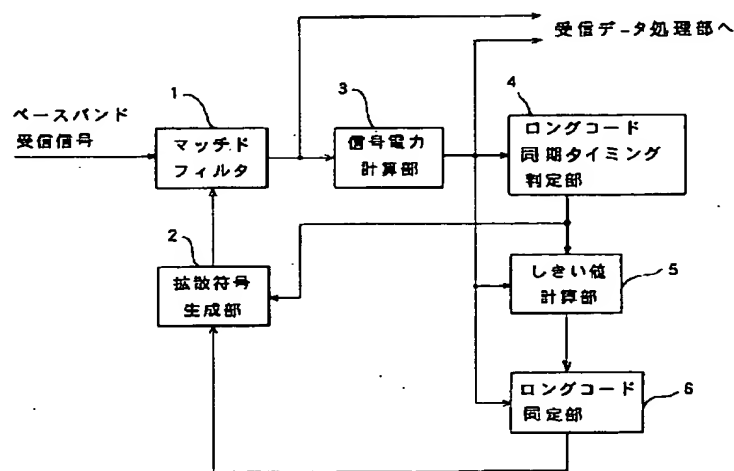 受信データ処理部へ
ベースバンド
受信信号
1
マッチド
フィルタ
3
信号電力
計算部
4
ロングコード
同期タイミング
判定部
2
拡散符号
生成部
しきい値
計算部
5
ロングコード
同定部
6